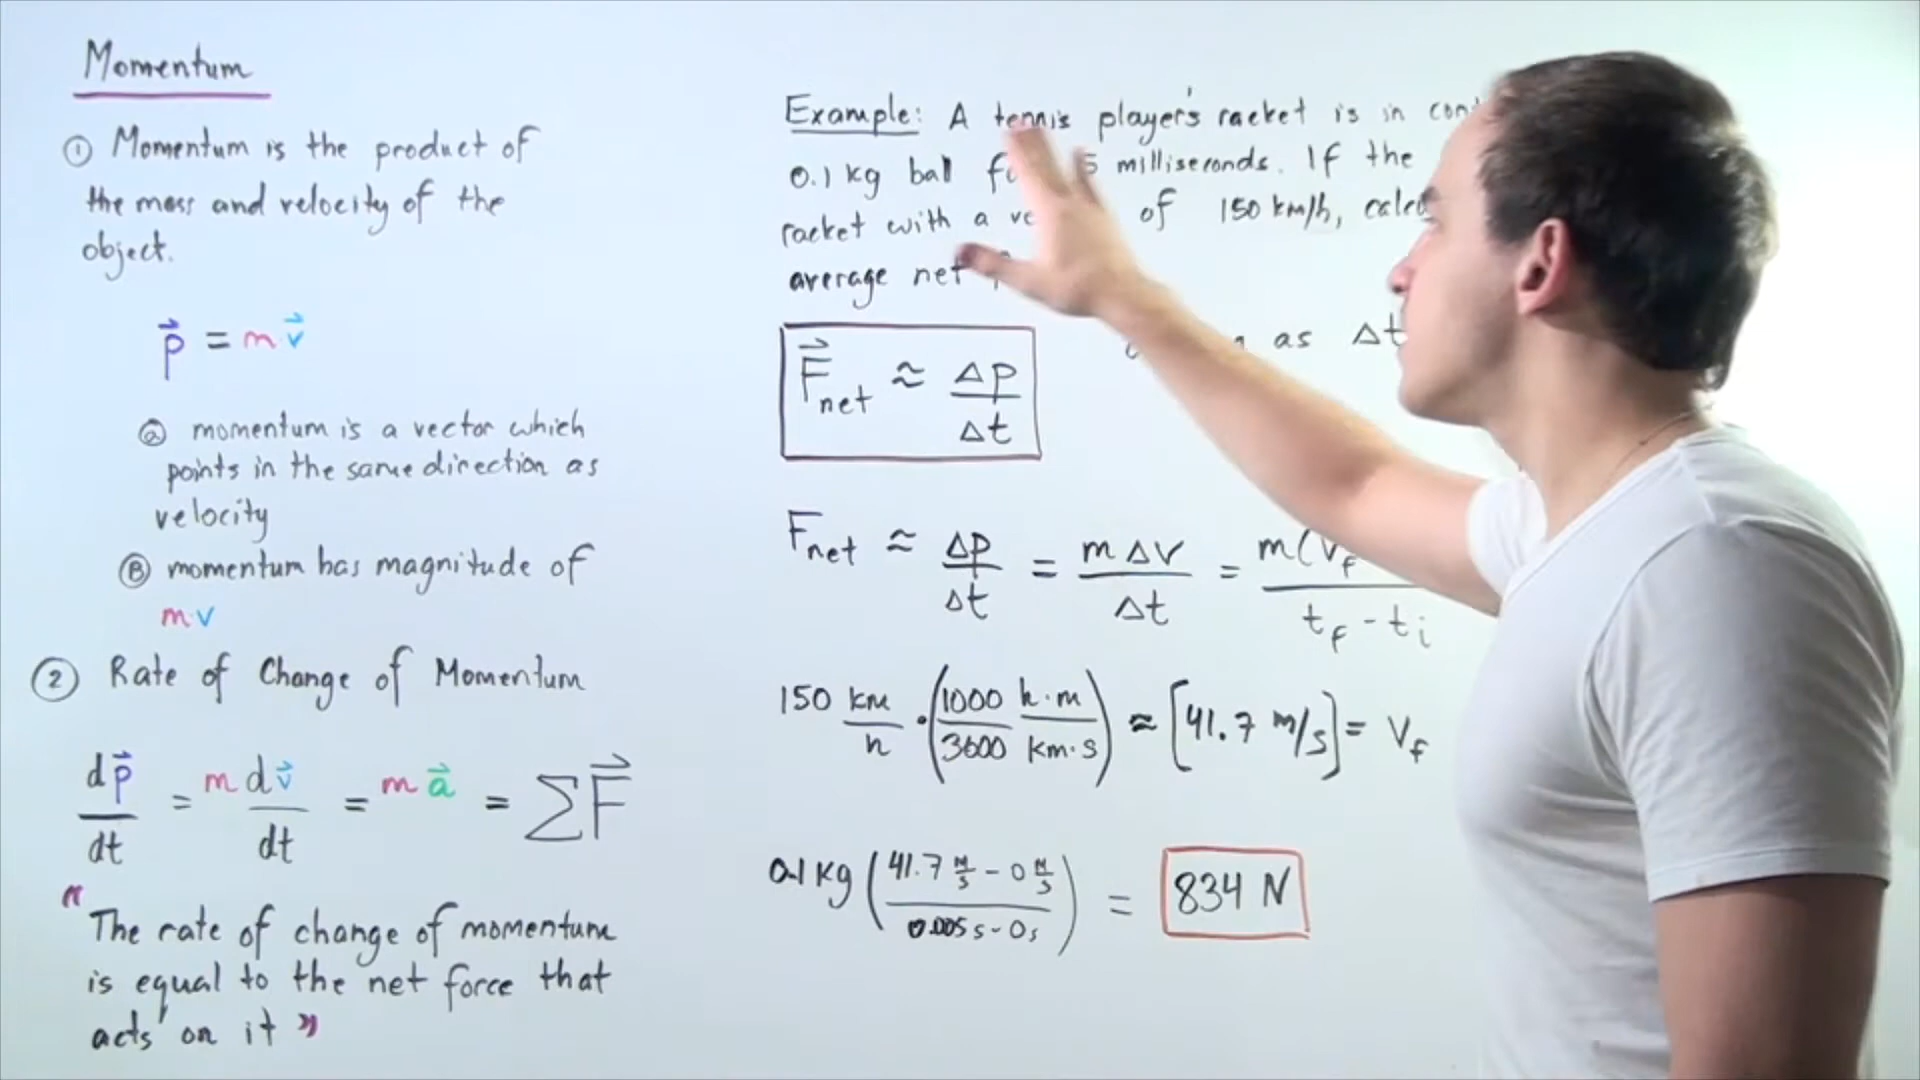 Momentum
① Momentum is the product of
the mass and velocity of the
object.
p⃗ = m v⃗
ⓐ momentum is a vector which
points in the same direction as
velocity
Ⓑ momentum has magnitude of
m·v
② Rate of Change of Momentum
dp⃗/dt = m dv⃗/dt = m a⃗ = ∑F⃗
"The rate of change of momentum
is equal to the net force that
acts on it"
Example: A tennis player's racket is in
0.1 kg ball milliseconds. If the
racket with a of 150 km/h,
average net
F⃗net ≈ Δp/Δt
as Δt
Fnet ≈ Δp/Δt = mΔv/Δt = m(vf / tf - ti
150 km/h · (1000 h·m / 3600 km·s) ≈ [41.7 m/s] = Vf
0.1 kg (41.7 M/s - 0 M/s / 0.005 s - 0s) = 834 N